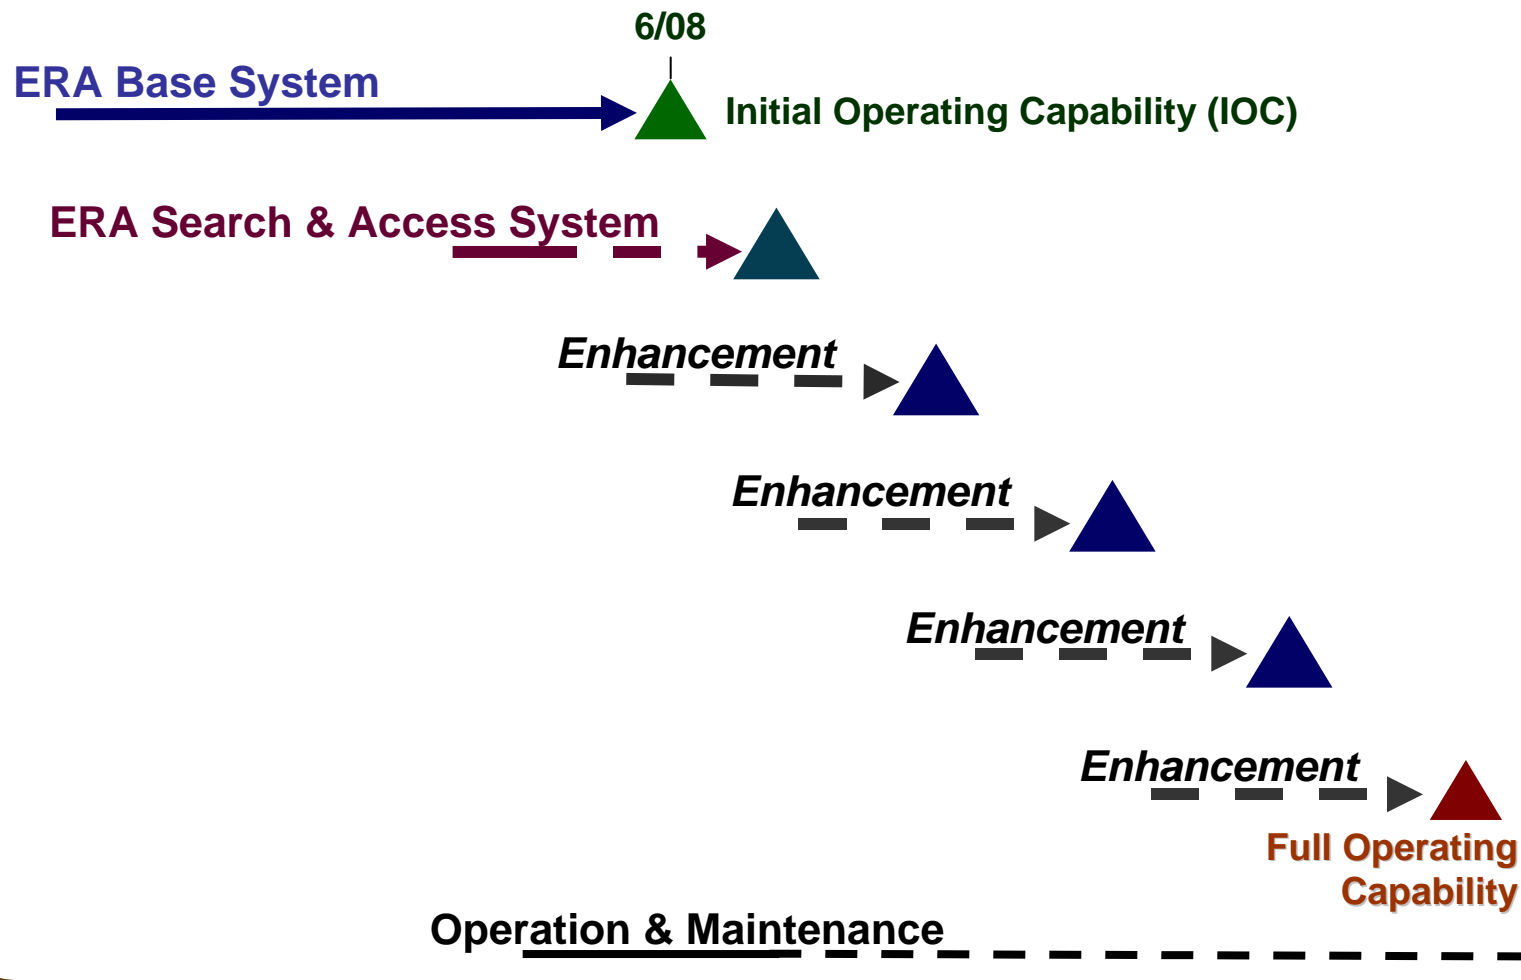 6/08
ERA Base System
Initial Operating Capability (IOC)
ERA Search & Access System
Enhancement
Enhancement
Enhancement
Enhancement
Full Operating
Capability
Operation & Maintenance